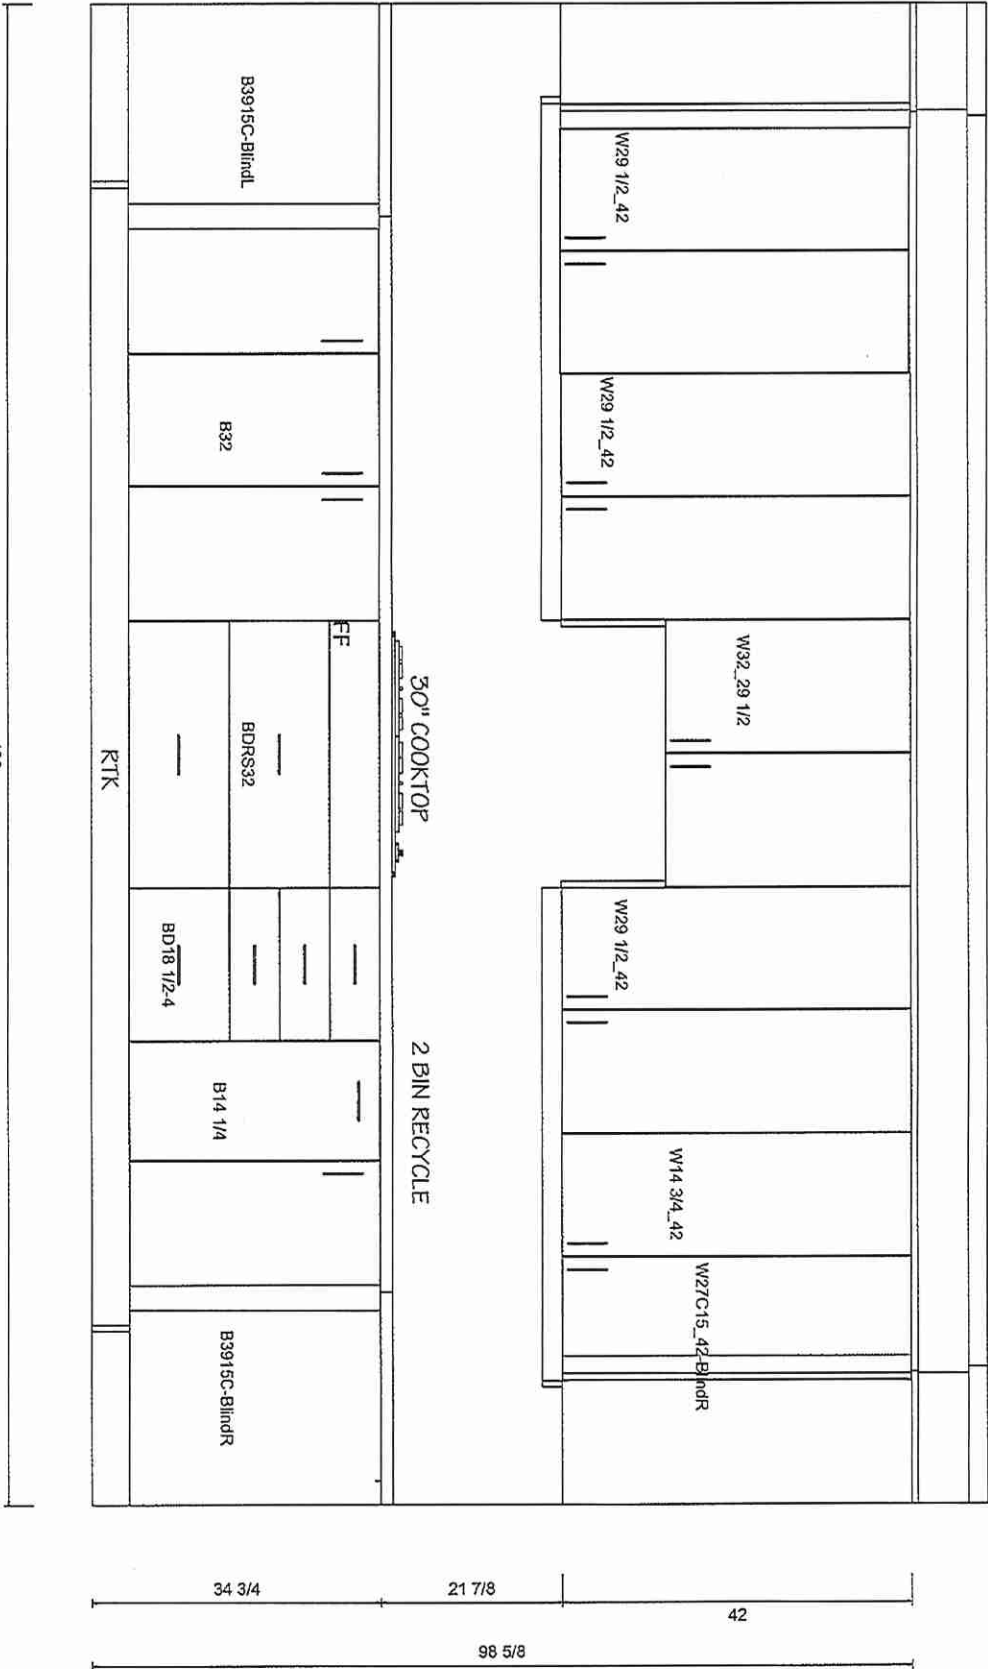 W29 1/2_42
W29 1/2_42
W32_29 1/2
W29 1/2_42
W14 3/4_42
W27C15_42-BlindR
30" COOKTOP
2 BIN RECYCLE
B3915C-BlindL
B32
FF
BDRS32
BD18 1/2-4
B14 1/4
B3915C-BlindR
RTK
34 3/4
21 7/8
42
98 5/8